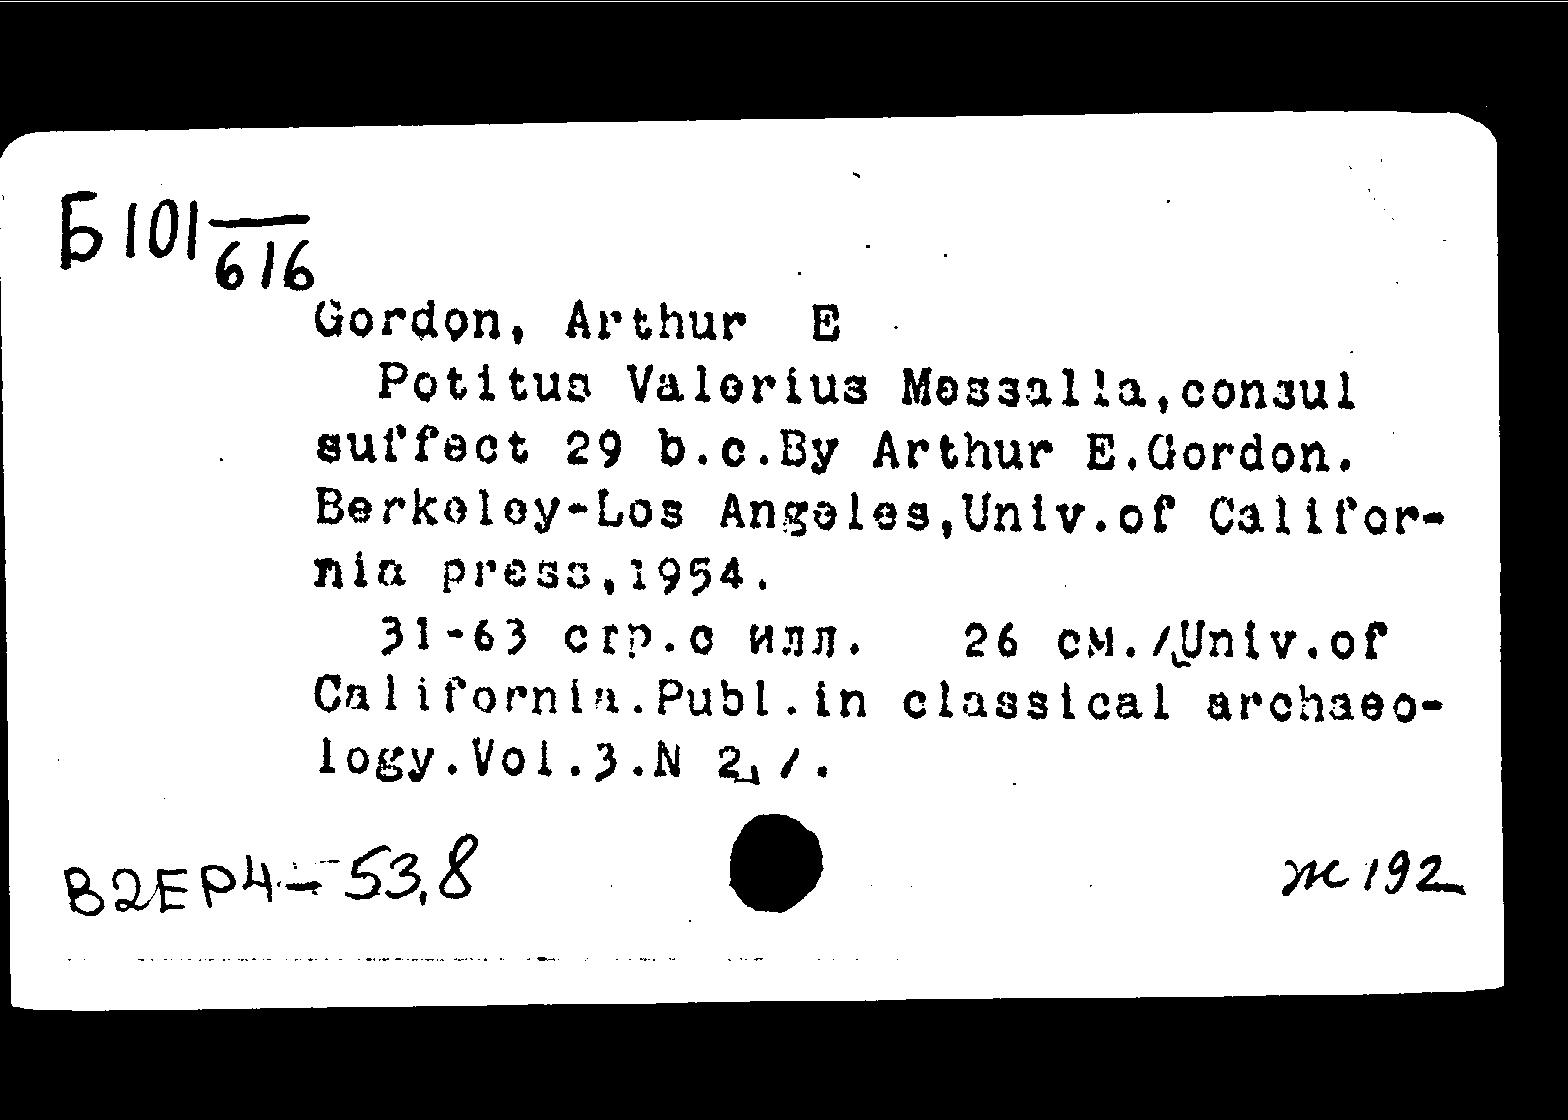 Б 101
616
Gordon, Arthur E
Potitus Valerius Messalla,consul
suffect 29 b.c.By Arthur E.Gordon.
Berkeley-Los Angeles,Univ.of Califor-
nia press,1954.
31-63 стр.с илл. 26 см./Univ.of
California.Publ.in classical archaeo-
logy.Vol.3.N 2/.
В2ЕР4-53,8
ж 192